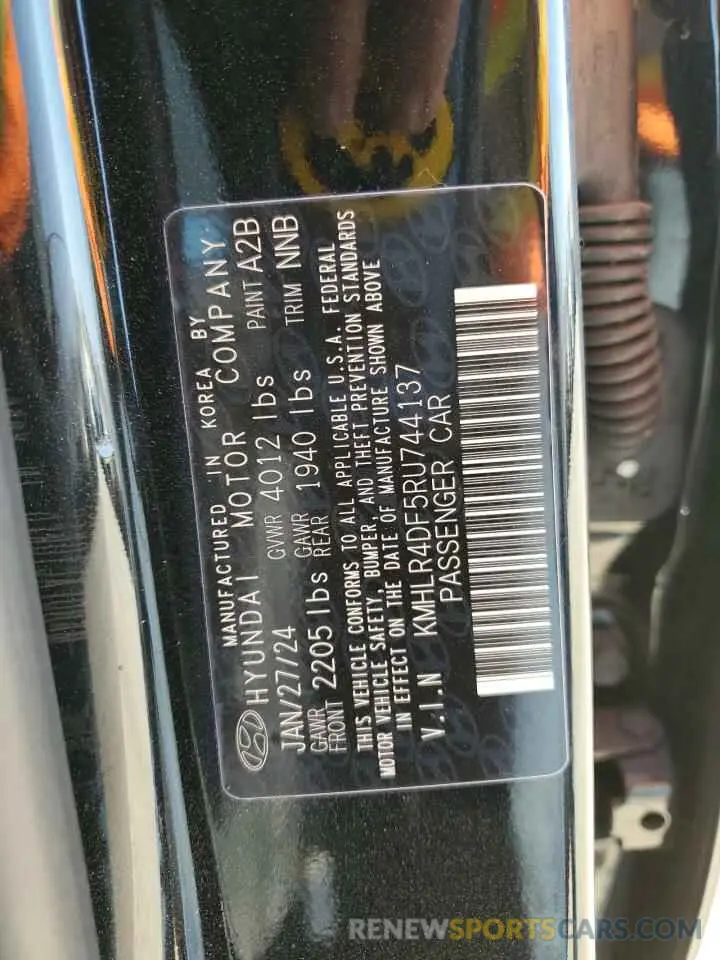 MANUFACTURED IN KOREA BY
HYUNDAI MOTOR COMPANY
JAN/27/24 GVWR 4012 lbs PAINT A2B
GAWR FRONT 2205 lbs GAWR REAR 1940 lbs TRIM NNB
THIS VEHICLE CONFORMS TO ALL APPLICABLE U.S.A. FEDERAL
MOTOR VEHICLE SAFETY, BUMPER, AND THEFT PREVENTION STANDARDS
IN EFFECT ON THE DATE OF MANUFACTURE SHOWN ABOVE
V.I.N KMHLR4DF5RU744137
PASSENGER CAR
RENEWSPORTSCARS.COM